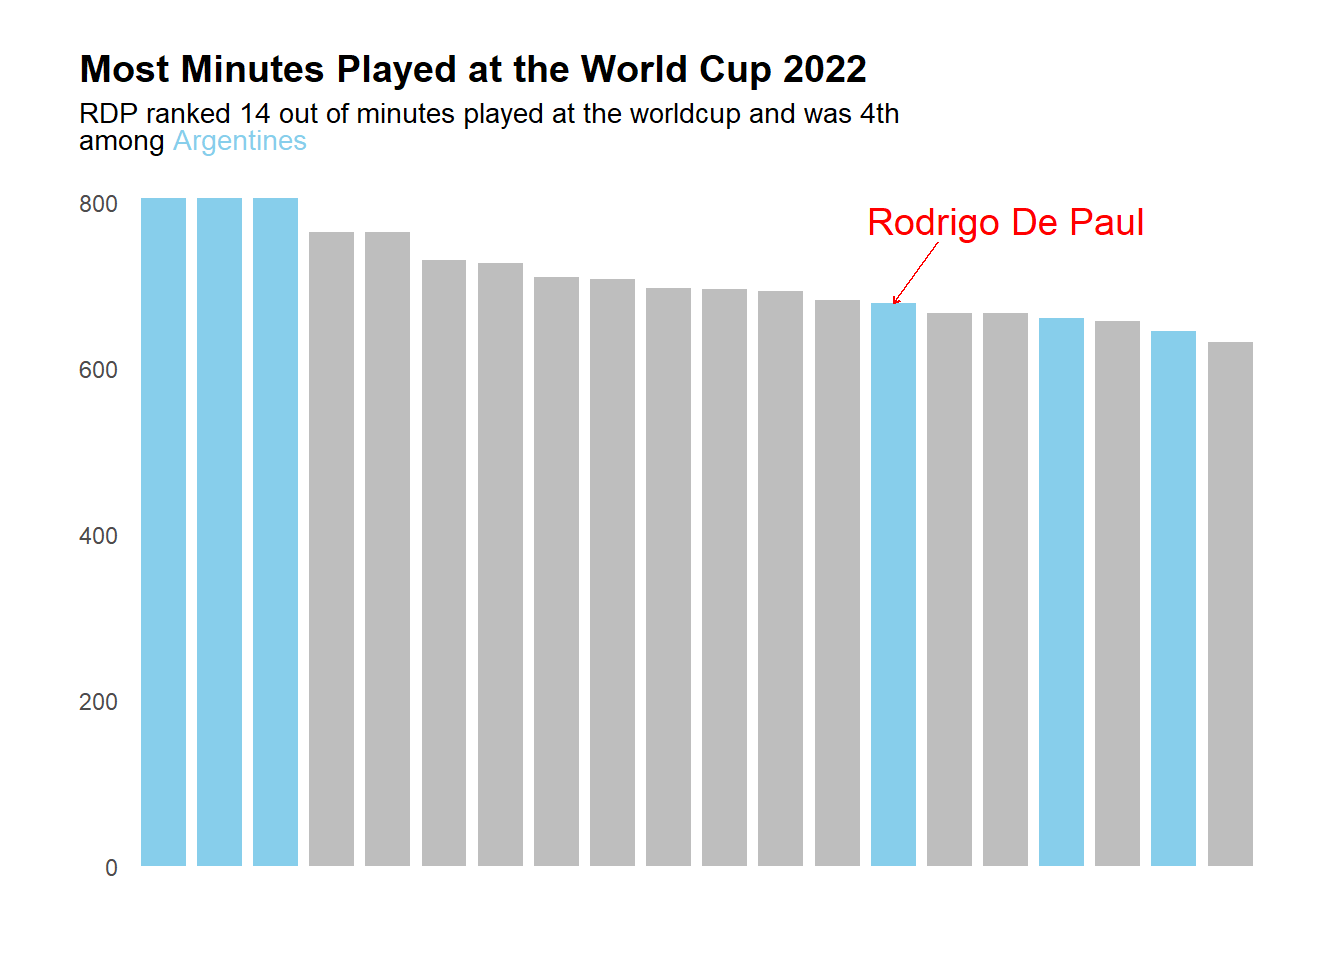 Most Minutes Played at the World Cup 2022
RDP ranked 14 out of minutes played at the worldcup and was 4th
among Argentines
800
Rodrigo De Paul
600
400
200
0